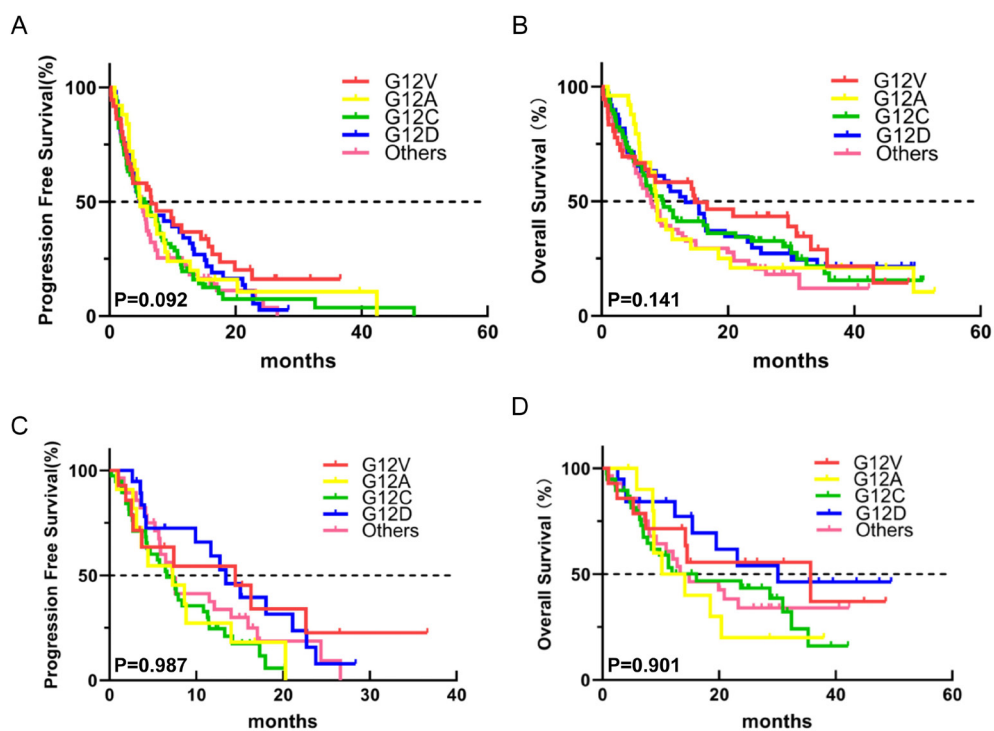 A
Progression Free Survival(%)
100
50
0
G12V
G12A
G12C
G12D
Others
P=0.092
0
20
40
60
months
B
Overall Survival (%)
100
50
0
G12V
G12A
G12C
G12D
Others
P=0.141
0
20
40
60
months
C
Progression Free Survival(%)
100
50
0
G12V
G12A
G12C
G12D
Others
P=0.987
0
10
20
30
40
months
D
Overall Survival (%)
100
50
0
G12V
G12A
G12C
G12D
Others
P=0.901
0
20
40
60
months